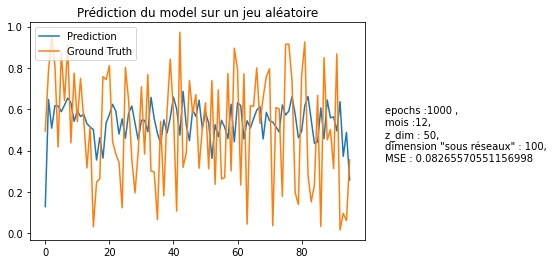 Prédiction du model sur un jeu aléatoire
Prediction
Ground Truth
1.0
0.8
0.6
0.4
0.2
0.0
0 20 40 60 80 100
epochs :1000 ,
mois :12,
z_dim : 50,
dimension "sous réseaux" : 100,
MSE : 0.08265570551156998